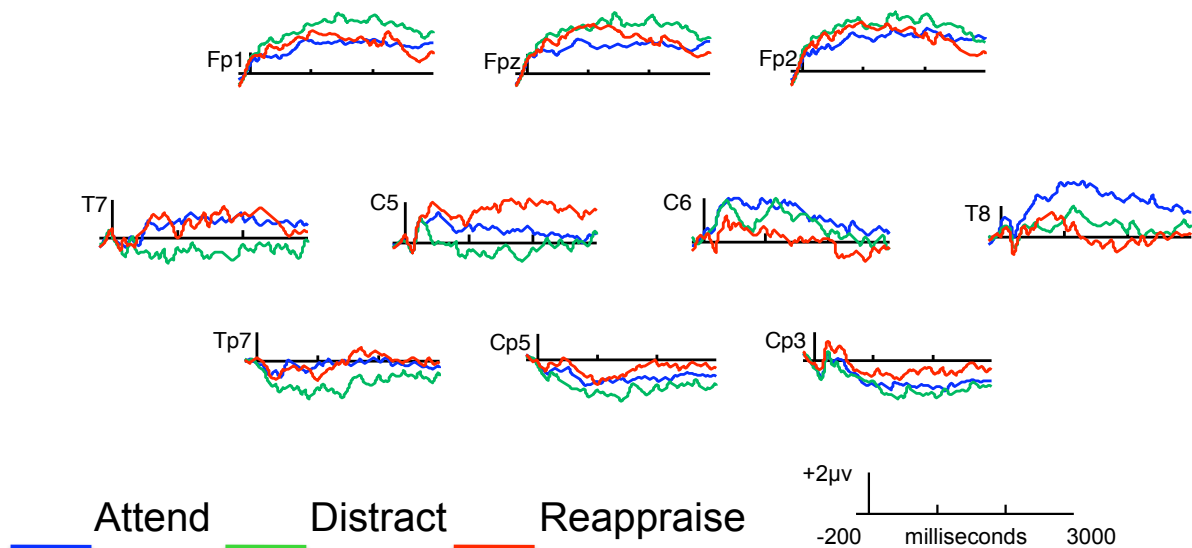 Fp1 Fpz Fp2
T7 C5 C6 T8
Tp7 Cp5 Cp3
+2μv
Attend Distract Reappraise
-200 milliseconds 3000